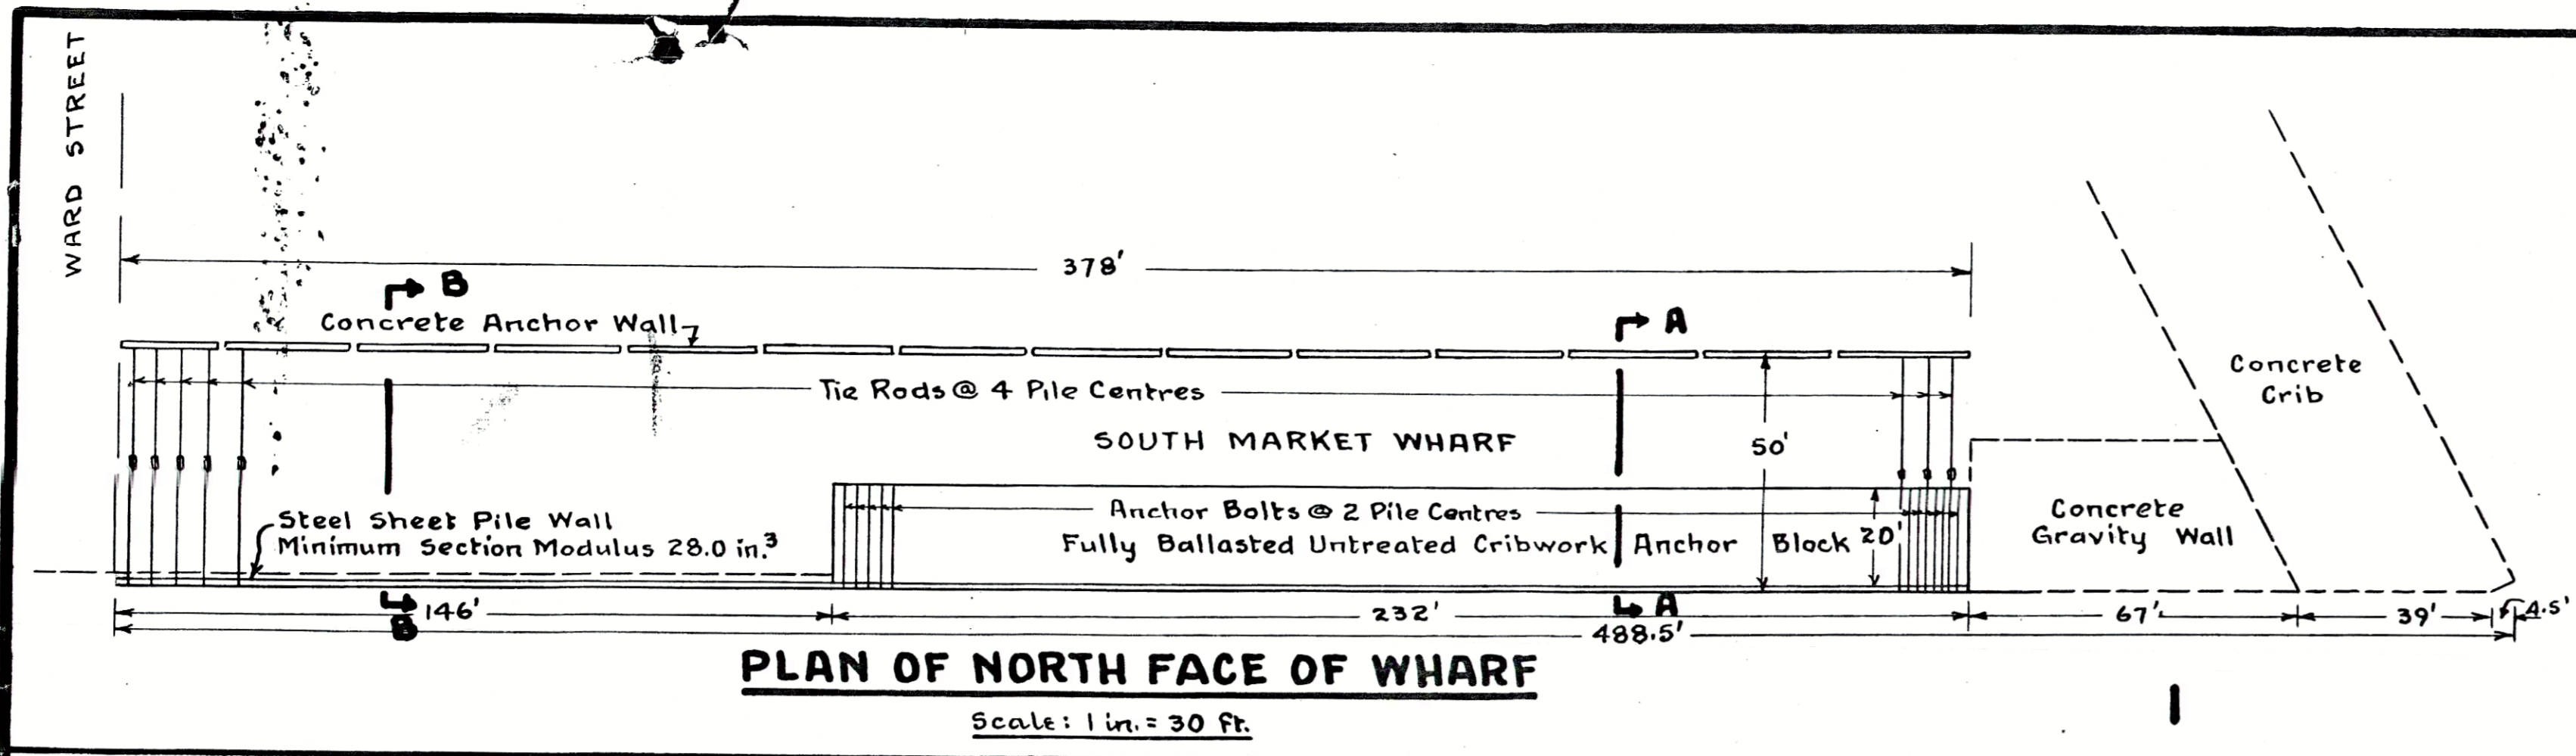 WARD STREET
378'
B
Concrete Anchor Wall
A
Tie Rods @ 4 Pile Centres
SOUTH MARKET WHARF
50'
Concrete
Crib
Anchor Bolts @ 2 Pile Centres
Steel Sheet Pile Wall
Minimum Section Modulus 28.0 in.³
Fully Ballasted Untreated Cribwork Anchor Block
20'
Concrete
Gravity Wall
B
146'
232'
A
67'
39'
4.5'
488.5'
PLAN OF NORTH FACE OF WHARF
Scale: 1 in. = 30 ft.